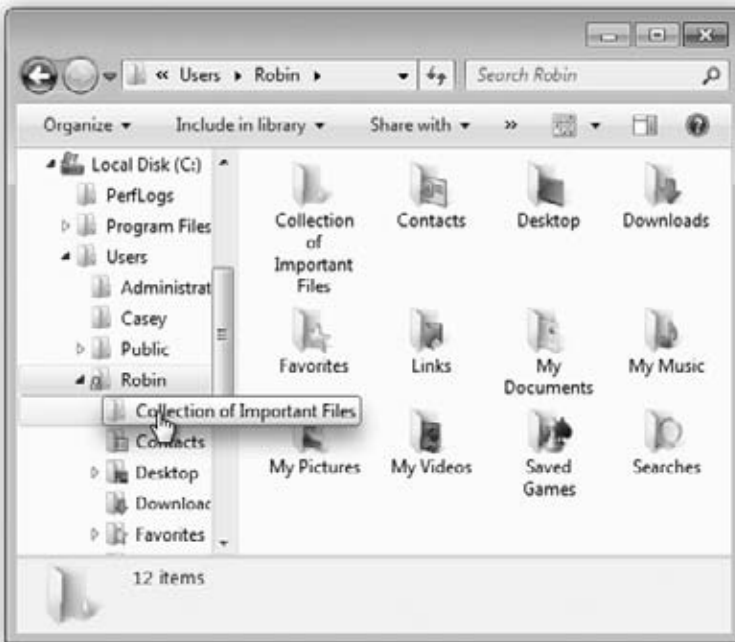 « Users Robin
Search Robin
Organize Include in library Share with »
Local Disk (C:)
PerfLogs
Program Files
Users
Administrat
Casey
Public
Robin
Collection of Important Files
Contacts
Desktop
Downloac
Favorites
Collection
of
Important
Files
Contacts
Desktop
Downloads
Favorites
Links
My
Documents
My Music
My Pictures
My Videos
Saved
Games
Searches
12 items